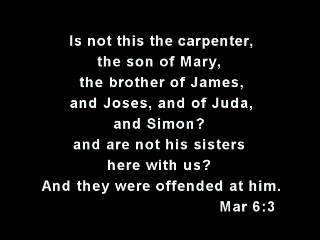 Is not this the carpenter,
the son of Mary,
the brother of James,
and Joses, and of Juda,
and Simon?
and are not his sisters
here with us?
And they were offended at him.
Mar 6:3